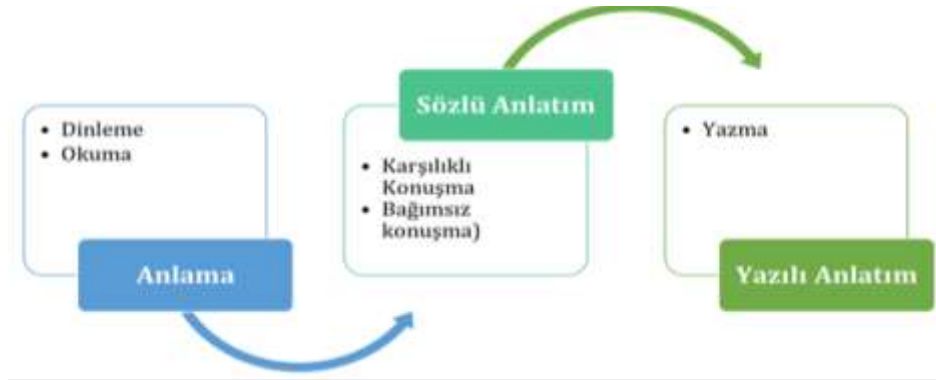 • Dinleme
• Okuma
Anlama
Sözlü Anlatım
• Karşılıklı
Konuşma
• Bağımsız
konuşma)
• Yazma
Yazılı Anlatım